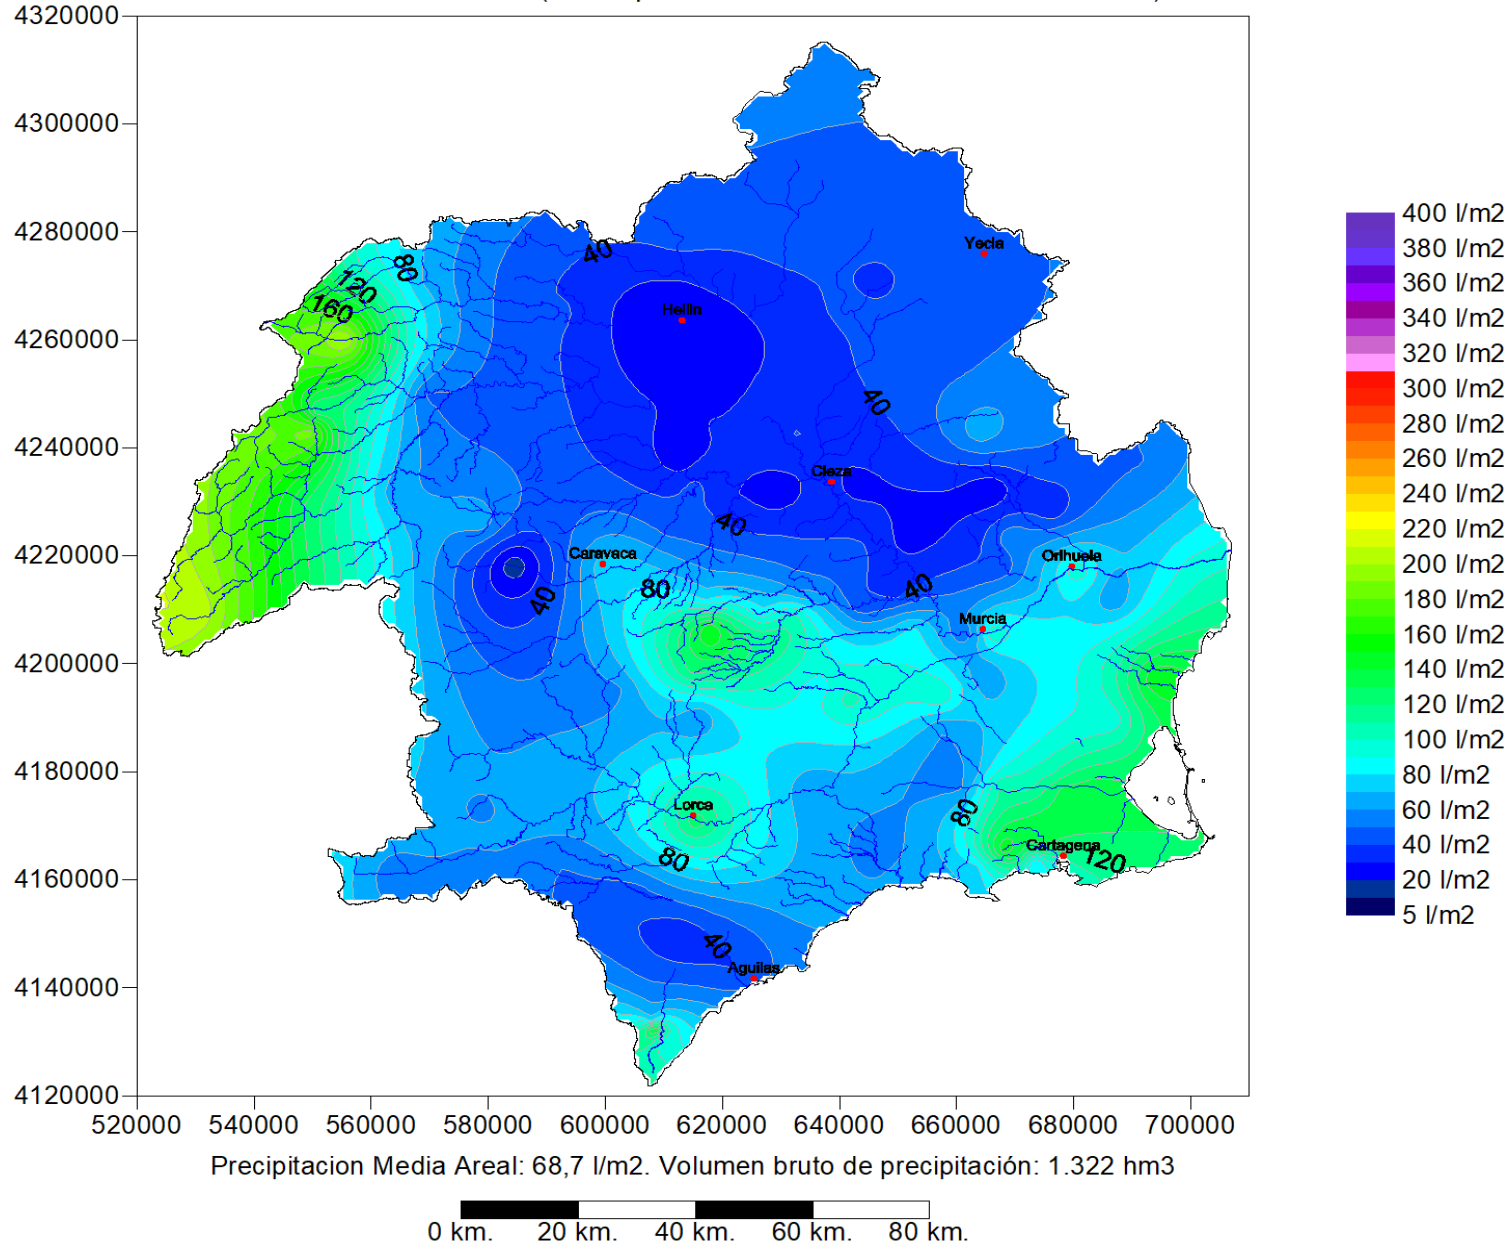 4320000
4300000
4280000
4260000
4240000
4220000
4200000
4180000
4160000
4140000
4120000
520000 540000 560000 580000 600000 620000 640000 660000 680000 700000
Yecla
40
80
120
160
Hellin
40
Cieza
40
Caravaca
Orihuela
80
40
40
Murcia
Lorca
80
80
Cartagena
120
40
Aguilas
400 l/m2
380 l/m2
360 l/m2
340 l/m2
320 l/m2
300 l/m2
280 l/m2
260 l/m2
240 l/m2
220 l/m2
200 l/m2
180 l/m2
160 l/m2
140 l/m2
120 l/m2
100 l/m2
80 l/m2
60 l/m2
40 l/m2
20 l/m2
5 l/m2
Precipitacion Media Areal: 68,7 l/m2. Volumen bruto de precipitación: 1.322 hm3
0 km. 20 km. 40 km. 60 km. 80 km.